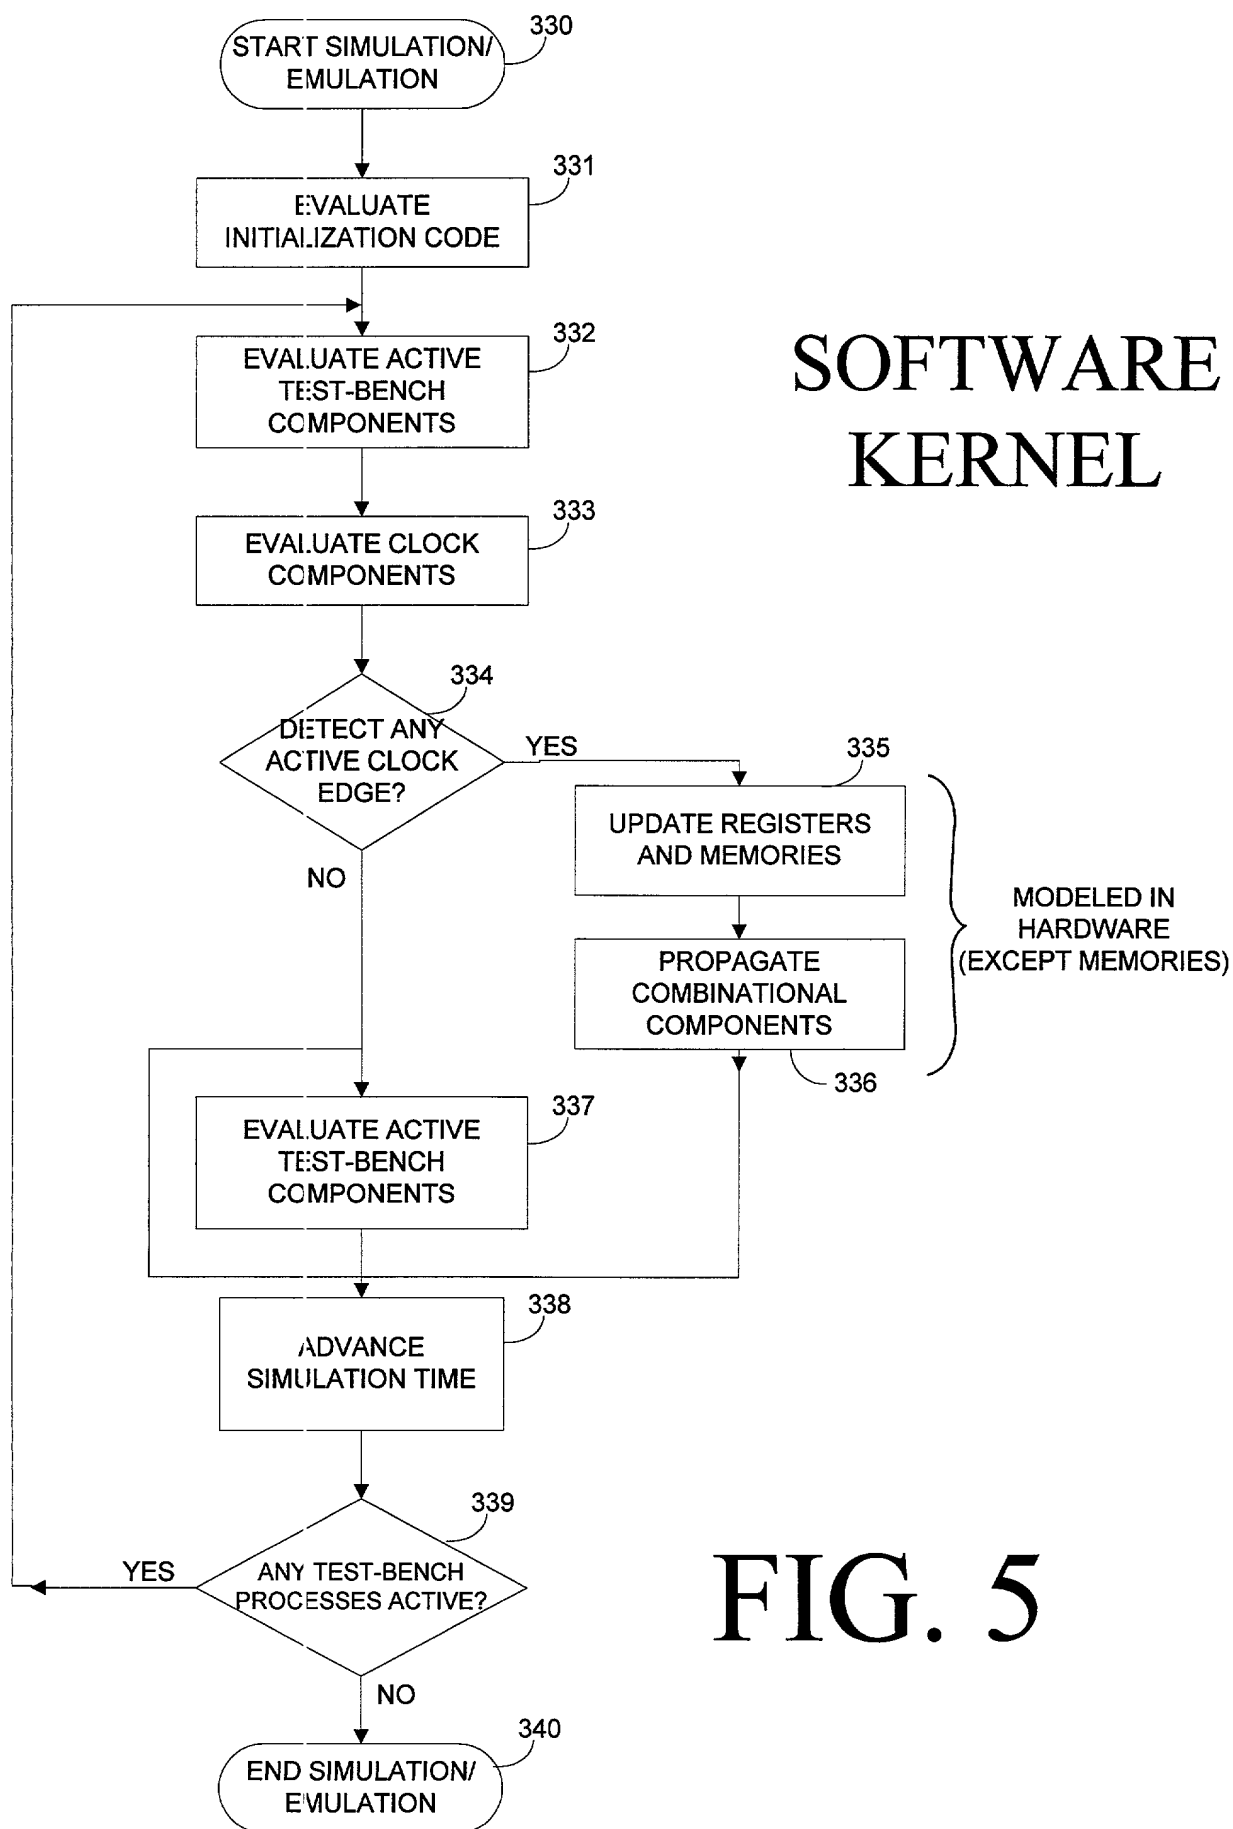 330
START SIMULATION/
EMULATION
331
EVALUATE
INITIALIZATION CODE
332
EVALUATE ACTIVE
TEST-BENCH
COMPONENTS
SOFTWARE
KERNEL
333
EVALUATE CLOCK
COMPONENTS
334
DETECT ANY
ACTIVE CLOCK
EDGE?
YES
NO
335
UPDATE REGISTERS
AND MEMORIES
MODELED IN
HARDWARE
(EXCEPT MEMORIES)
PROPAGATE
COMBINATIONAL
COMPONENTS
336
337
EVALUATE ACTIVE
TEST-BENCH
COMPONENTS
338
ADVANCE
SIMULATION TIME
339
ANY TEST-BENCH
PROCESSES ACTIVE?
YES
NO
FIG. 5
340
END SIMULATION/
EMULATION